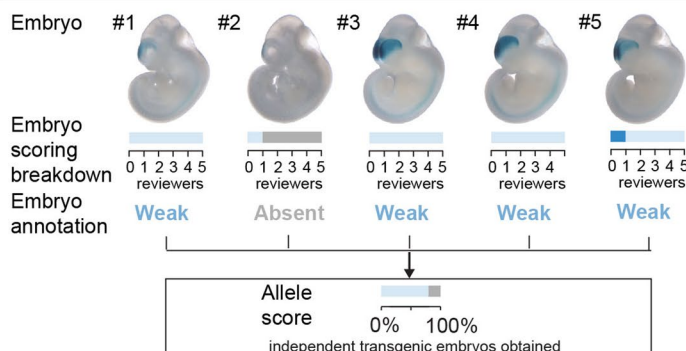 Embryo #1 #2 #3 #4 #5
Embryo
scoring
breakdown
0 1 2 3 4 5 0 1 2 3 4 5 0 1 2 3 4 5 0 1 2 3 4 0 1 2 3 4 5
reviewers reviewers reviewers reviewers reviewers
Embryo
annotation
Weak Absent Weak Weak Weak
Allele
score
0% 100%
independent transgenic embryos obtained